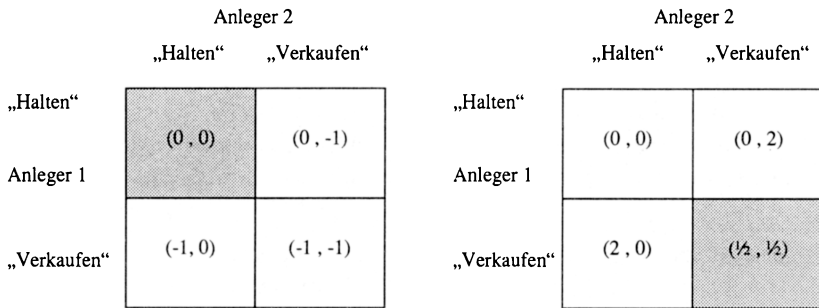 Anleger 2
„Halten“ „Verkaufen“
„Halten“
(0 , 0) (0 , -1)
Anleger 1
„Verkaufen“
(-1, 0) (-1 , -1)
Anleger 2
„Halten“ „Verkaufen“
„Halten“
(0 , 0) (0 , 2)
Anleger 1
„Verkaufen“
(2 , 0) (½ , ½)